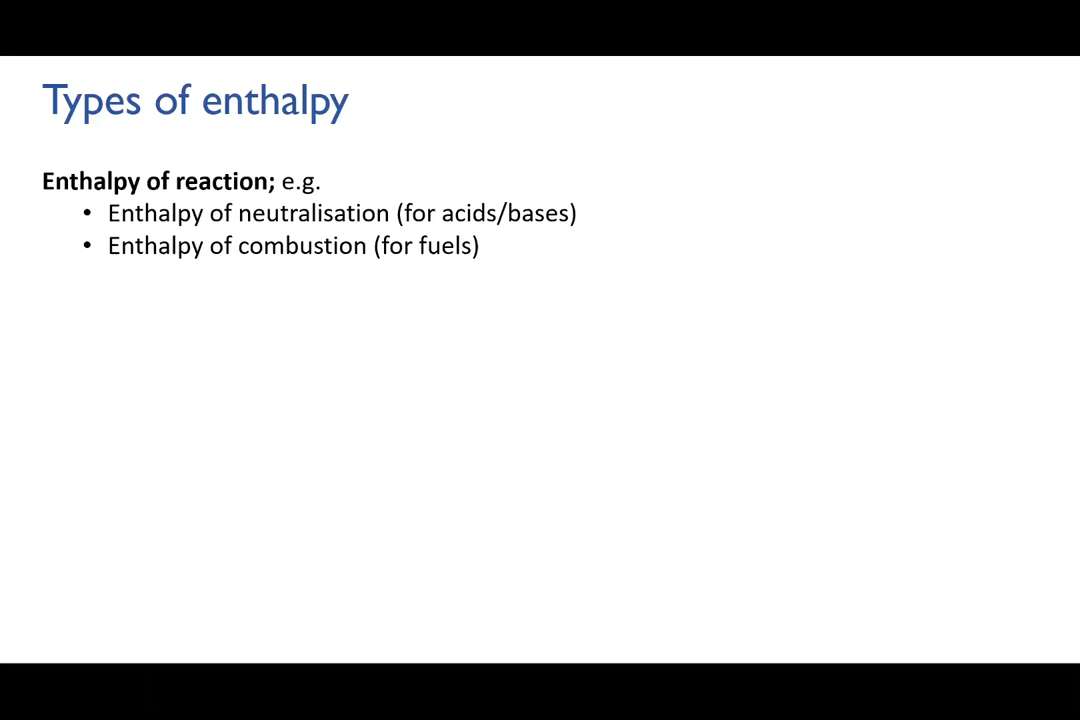 Types of enthalpy
Enthalpy of reaction; e.g.
• Enthalpy of neutralisation (for acids/bases)
• Enthalpy of combustion (for fuels)